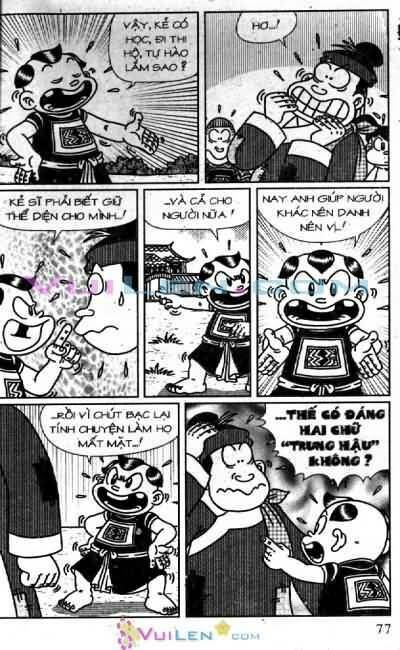 VẬY, KẺ CÓ
HỌC, ĐI THI
HỘ, TỰ HÀO
LẮM SAO?
HƠ...!
KẺ SĨ PHẢI BIẾT GIỮ
THỂ DIỆN CHO MÌNH...!
...VÀ CẢ CHO
NGƯỜI NỮA!
NAY ANH GIÚP NGƯỜI
KHÁC NÊN DANH
NÊN VỊ...!
VUILEN.COM
...RỒI VÌ CHÚT BẠC LẠI
TÍNH CHUYỆN LÀM HỌ
MẤT MẶT...!
...THẾ CÓ ĐÁNG
HAI CHỮ
"TRUNG HẬU"
KHÔNG?
77
VUILEN.COM